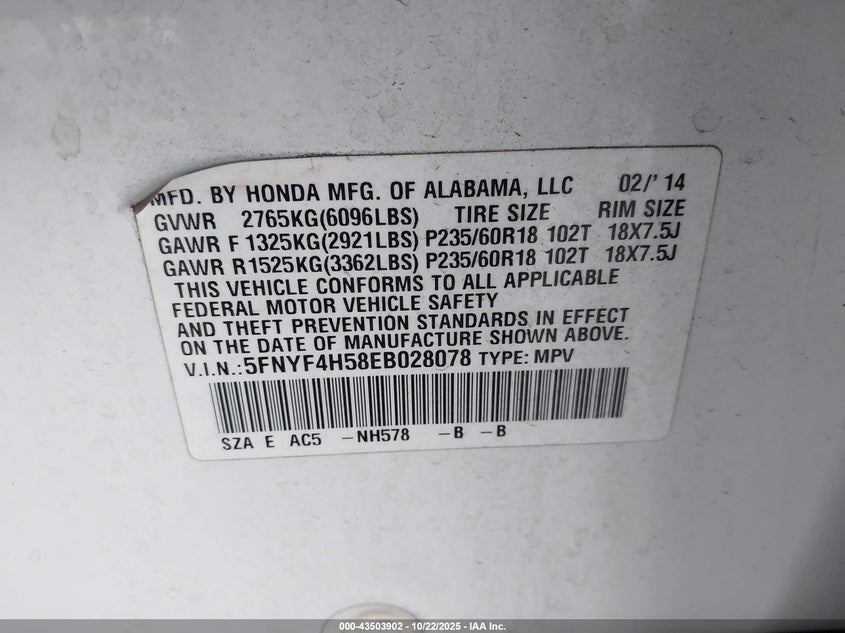 MFD. BY HONDA MFG. OF ALABAMA, LLC 02/'14
GVWR 2765KG(6096LBS) TIRE SIZE RIM SIZE
GAWR F 1325KG(2921LBS) P235/60R18 102T 18X7.5J
GAWR R1525KG(3362LBS) P235/60R18 102T 18X7.5J
THIS VEHICLE CONFORMS TO ALL APPLICABLE
FEDERAL MOTOR VEHICLE SAFETY
AND THEFT PREVENTION STANDARDS IN EFFECT
ON THE DATE OF MANUFACTURE SHOWN ABOVE.
V.I.N.:5FNYF4H58EB028078 TYPE: MPV
SZA E AC5 -NH578 -B -B
000-43503902 - 10/22/2025 - IAA Inc.